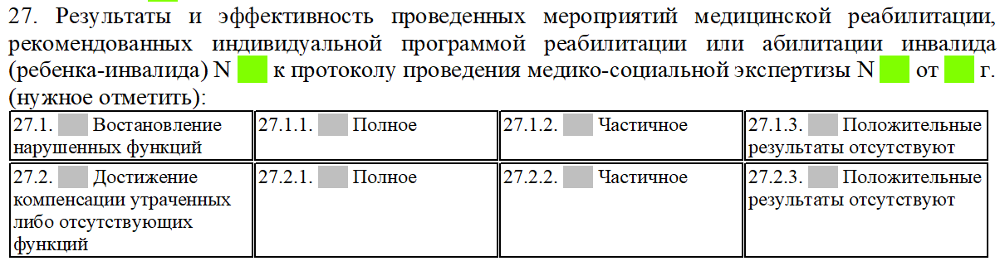 27. Результаты и эффективность проведенных мероприятий медицинской реабилитации,
рекомендованных индивидуальной программой реабилитации или абилитации инвалида
(ребенка-инвалида) N к протоколу проведения медико-социальной экспертизы N от г.
(нужное отметить):
27.1. Востановление
нарушенных функций
27.1.1. Полное
27.1.2. Частичное
27.1.3. Положительные
результаты отсутствуют
27.2. Достижение
компенсации утраченных
либо отсутствующих
функций
27.2.1. Полное
27.2.2. Частичное
27.2.3. Положительные
результаты отсутствуют